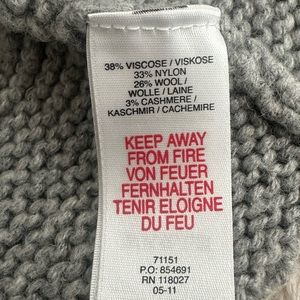 38% VISCOSE / VISKOSE
33% NYLON
26% WOOL /
WOLLE / LAINE
3% CASHMERE /
KASCHMIR / CACHEMIRE
KEEP AWAY
FROM FIRE
VON FEUER
FERNHALTEN
TENIR ELOIGNE
DU FEU
71151
P.O: 854691
RN 118027
05-11